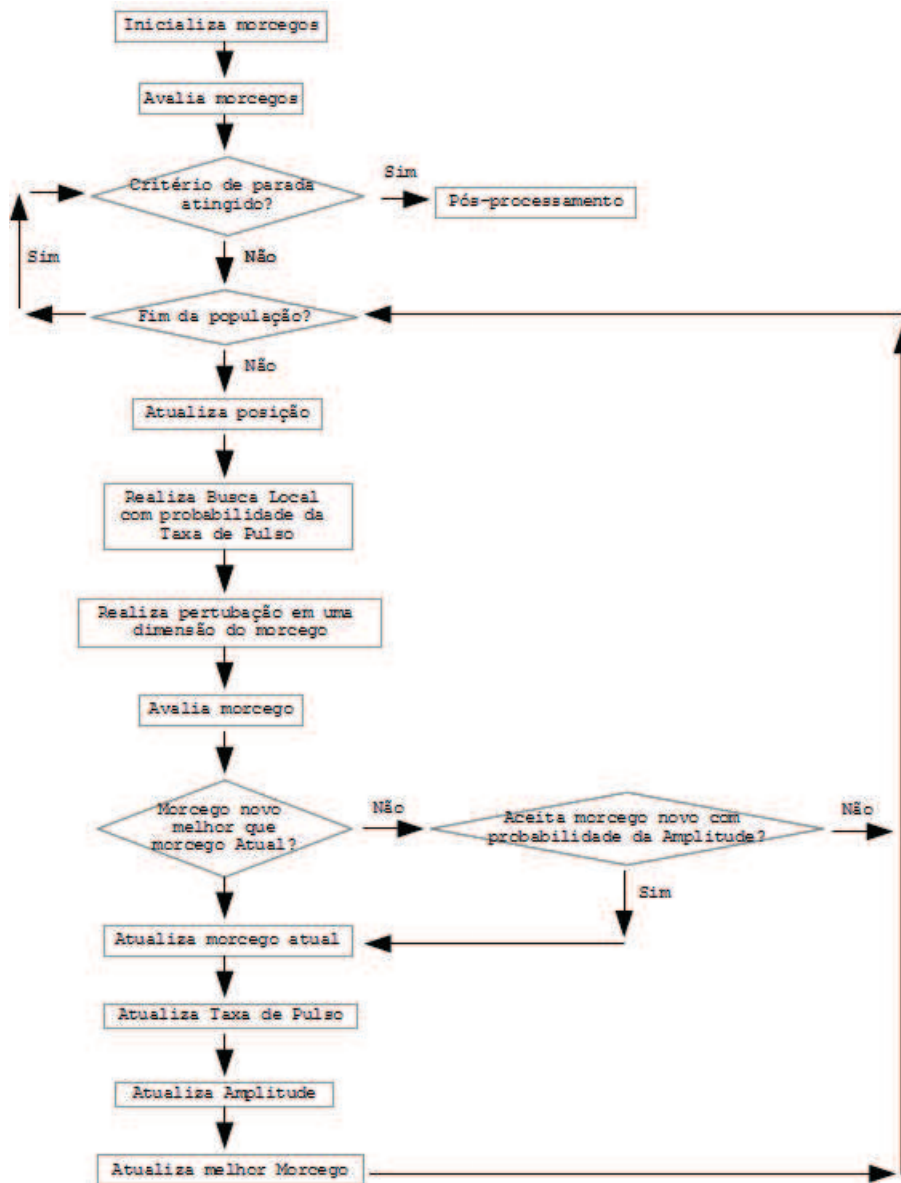 Inicializa morcegos
Avalia morcegos
Critério de parada
atingido?
Sim
Pós-processamento
Sim
Não
Fim da população?
Não
Atualiza posição
Realiza Busca Local
com probabilidade da
Taxa de Pulso
Realiza pertubação em uma
dimensão do morcego
Avalia morcego
Morcego novo
melhor que
morcego Atual?
Não
Aceita morcego novo com
probabilidade da Amplitude?
Não
Sim
Atualiza morcego atual
Atualiza Taxa de Pulso
Atualiza Amplitude
Atualiza melhor Morcego